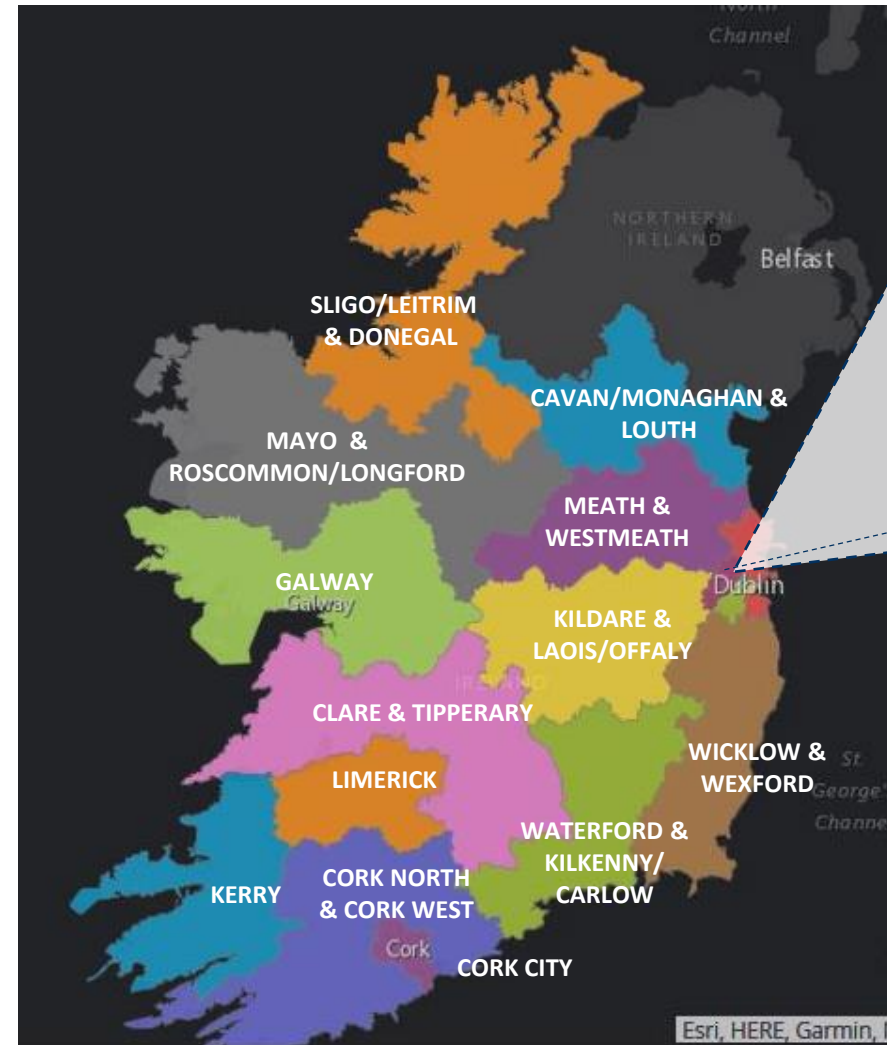 North
Channel
NORTHERN
IRELAND
Belfast
SLIGO/LEITRIM
& DONEGAL
CAVAN/MONAGHAN &
LOUTH
MAYO &
ROSCOMMON/LONGFORD
MEATH &
WESTMEATH
GALWAY
Galway
Dublin
KILDARE &
LAOIS/OFFALY
IRELAND
CLARE & TIPPERARY
WICKLOW &
WEXFORD
St.
George'
Channe
LIMERICK
WATERFORD &
KILKENNY/
CARLOW
KERRY
CORK NORTH
& CORK WEST
Cork
CORK CITY
Esri, HERE, Garmin,